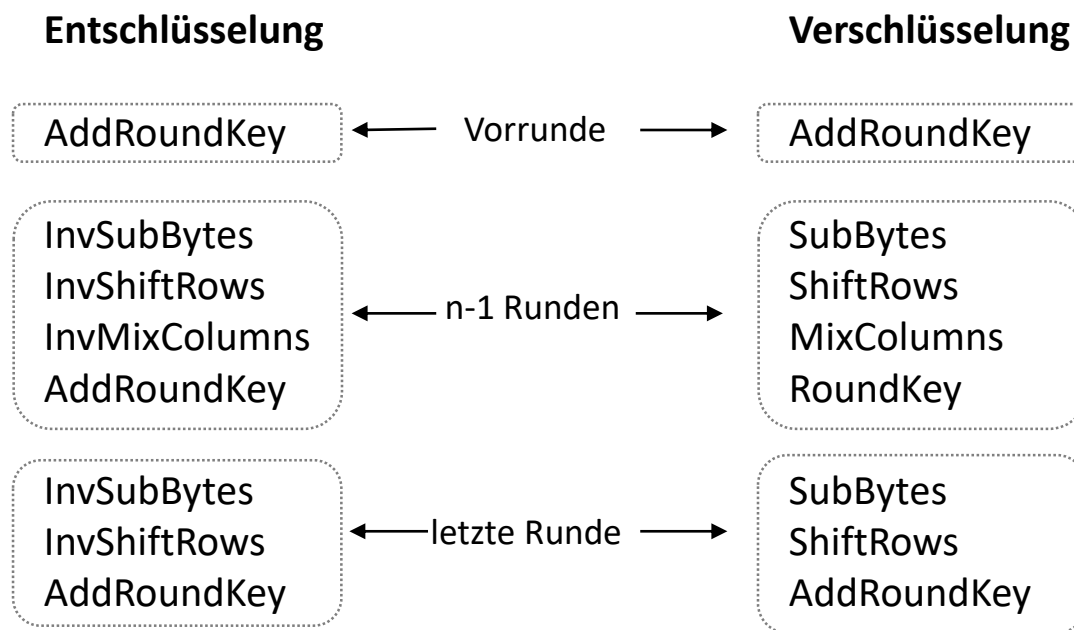 Entschlüsselung
Verschlüsselung
AddRoundKey
Vorrunde
AddRoundKey
InvSubBytes
InvShiftRows
InvMixColumns
AddRoundKey
n-1 Runden
SubBytes
ShiftRows
MixColumns
RoundKey
InvSubBytes
InvShiftRows
AddRoundKey
letzte Runde
SubBytes
ShiftRows
AddRoundKey